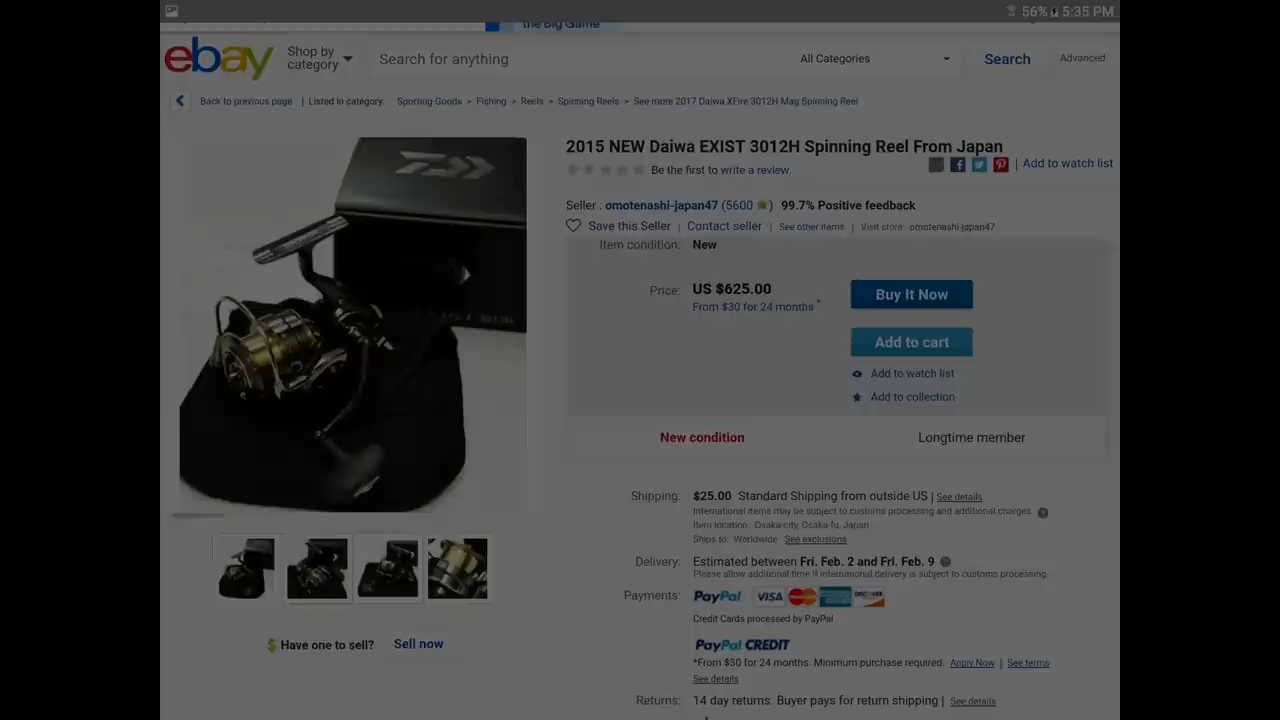 56% 5:35 PM
the Big Game
ebay
Shop by
category
Search for anything
All Categories
Search
Advanced
Back to previous page | Listed in category: Sporting Goods > Fishing > Reels > Spinning Reels > See more 2017 Daiwa XFire 3012H Mag Spinning Reel
2015 NEW Daiwa EXIST 3012H Spinning Reel From Japan
Be the first to write a review.
| Add to watch list
Seller : omotenashi-japan47 (5600 ) 99.7% Positive feedback
Save this Seller | Contact seller | See other items | Visit store omotenashi-japan47
Item condition: New
Price: US $625.00
From $30 for 24 months *
Buy It Now
Add to cart
Add to watch list
Add to collection
New condition
Longtime member
Shipping: $25.00 Standard Shipping from outside US | See details
International items may be subject to customs processing and additional charges. ?
Item location: Osaka-city, Osaka-fu, Japan
Ships to: Worldwide See exclusions
Delivery: Estimated between Fri. Feb. 2 and Fri. Feb. 9 ?
Please allow additional time if international delivery is subject to customs processing.
Payments: PayPal VISA DISCOVER
Credit Cards processed by PayPal
PayPal CREDIT
*From $30 for 24 months. Minimum purchase required. Apply Now | See terms
See details
Returns: 14 day returns. Buyer pays for return shipping | See details
$ Have one to sell? Sell now